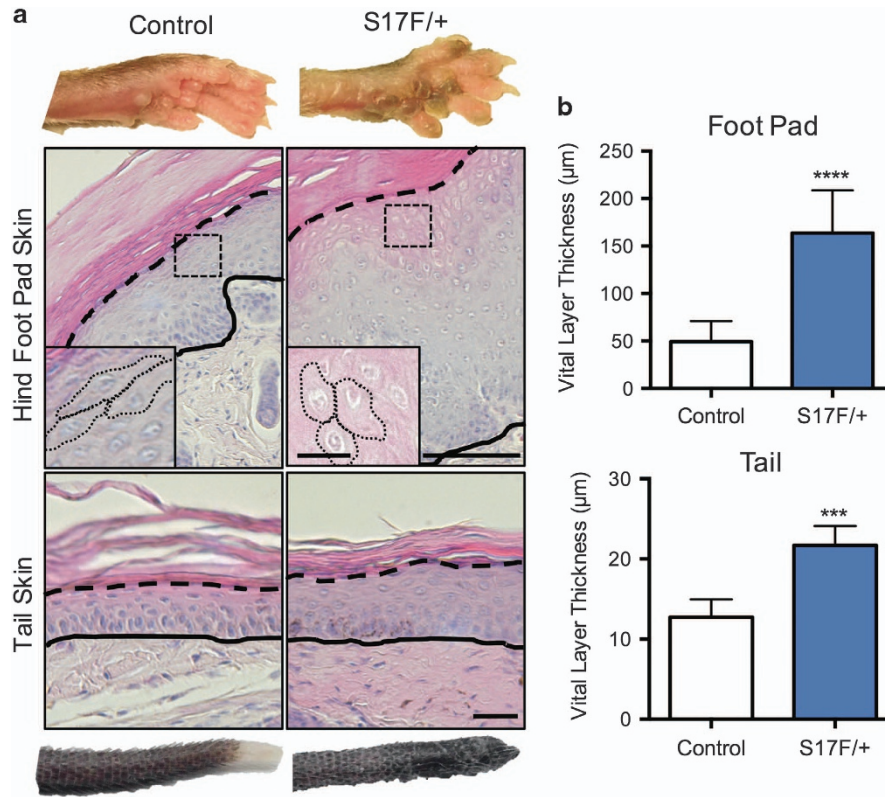 a
Control
S17F/+
Hind Foot Pad Skin
Tail Skin
b
Foot Pad
Vital Layer Thickness (µm)
250
200
150
100
50
0
****
Control
S17F/+
Tail
Vital Layer Thickness (µm)
30
20
10
0
***
Control
S17F/+